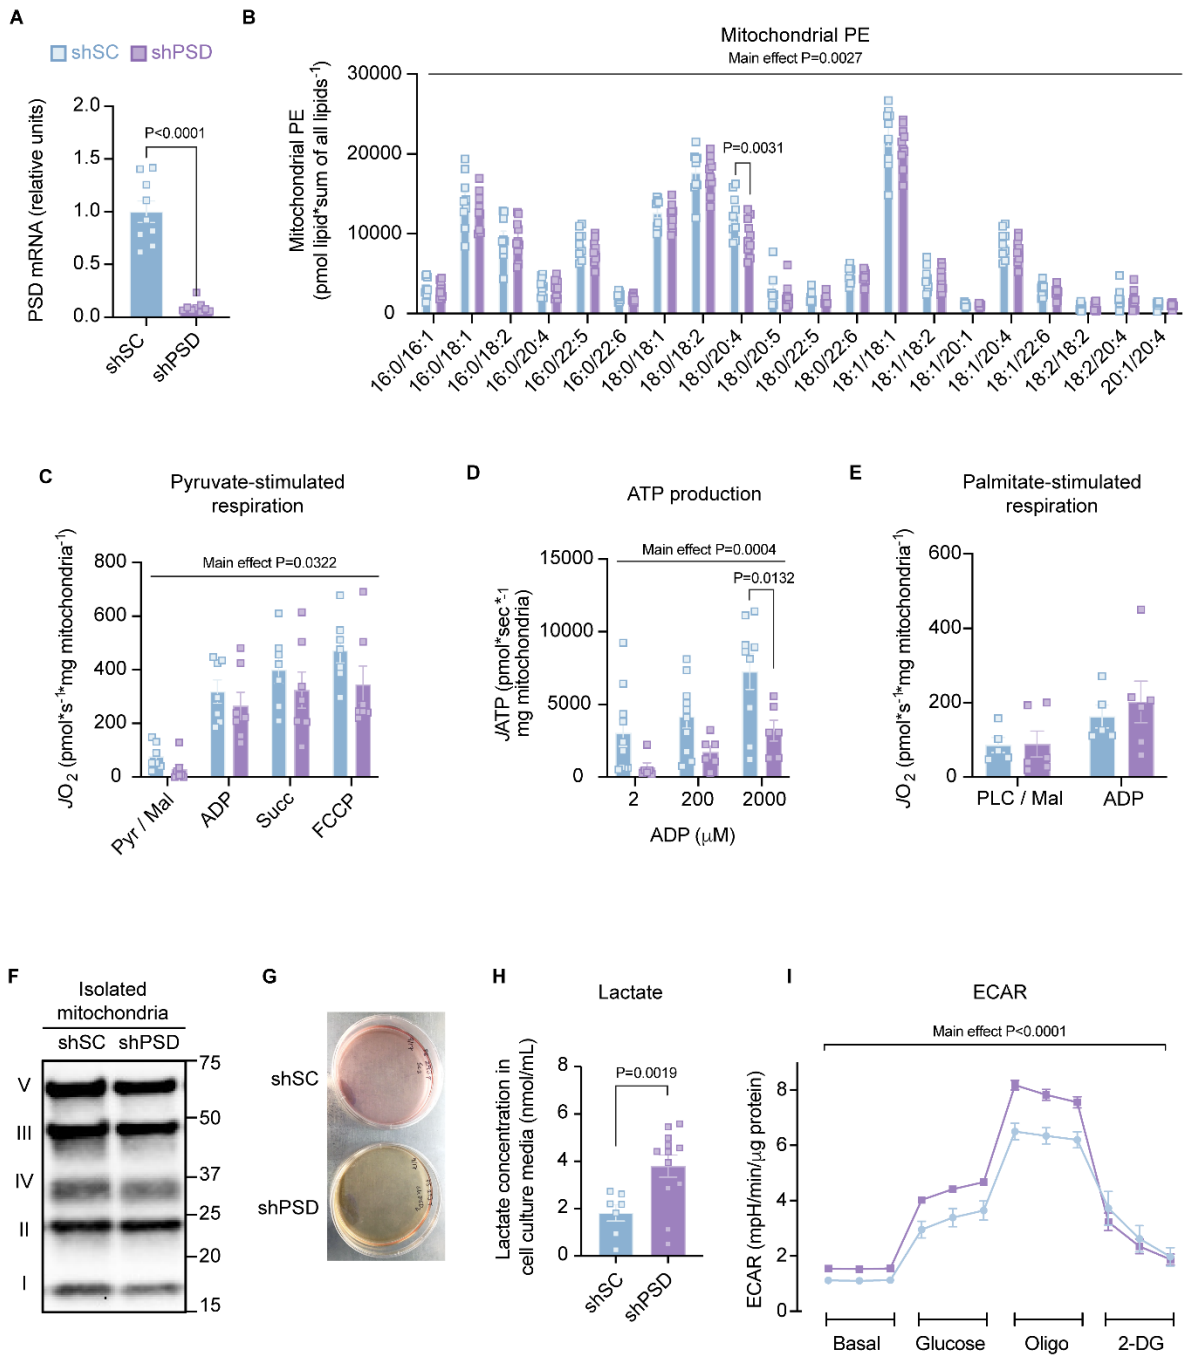 A
shSC shPSD
PSD mRNA (relative units)
2.0
1.5
1.0
0.5
0.0
P<0.0001
shSC
shPSD
B
Mitochondrial PE
Main effect P=0.0027
Mitochondrial PE
(pmol lipid*sum of all lipids⁻¹)
30000
20000
10000
0
P=0.0031
16:0/16:1
16:0/18:1
16:0/18:2
16:0/20:4
16:0/22:5
16:0/22:6
18:0/18:1
18:0/18:2
18:0/20:4
18:0/20:5
18:0/22:5
18:0/22:6
18:1/18:1
18:1/18:2
18:1/20:1
18:1/20:4
18:1/22:6
18:2/18:2
18:2/20:4
20:1/20:4
C
Pyruvate-stimulated
respiration
Main effect P=0.0322
JO₂ (pmol*s⁻¹*mg mitochondria⁻¹)
800
600
400
200
0
Pyr / Mal
ADP
Succ
FCCP
D
ATP production
Main effect P=0.0004
P=0.0132
JATP (pmol*sec*⁻¹
mg mitochondria)
15000
10000
5000
0
2
200
2000
ADP (μM)
E
Palmitate-stimulated
respiration
JO₂ (pmol*s⁻¹*mg mitochondria⁻¹)
600
400
200
0
PLC / Mal
ADP
F
Isolated
mitochondria
shSC shPSD
V
III
IV
II
I
75
50
37
25
20
15
G
shSC
shPSD
H
Lactate
Lactate concentration in
cell culture media (nmol/mL)
8
6
4
2
0
P=0.0019
shSC
shPSD
I
ECAR
Main effect P<0.0001
ECAR (mpH/min/μg protein)
8
6
4
2
0
Basal
Glucose
Oligo
2-DG